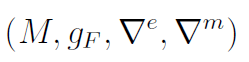 (M, g_F, ∇^e, ∇^m)